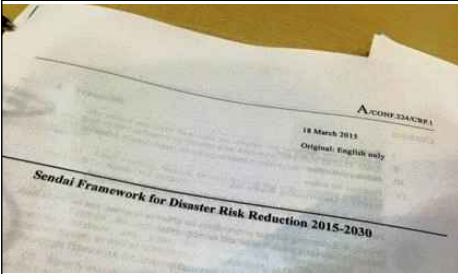 A/CONF.224/CRP.1
18 March 2015
Original: English only
Sendai Framework for Disaster Risk Reduction 2015-2030